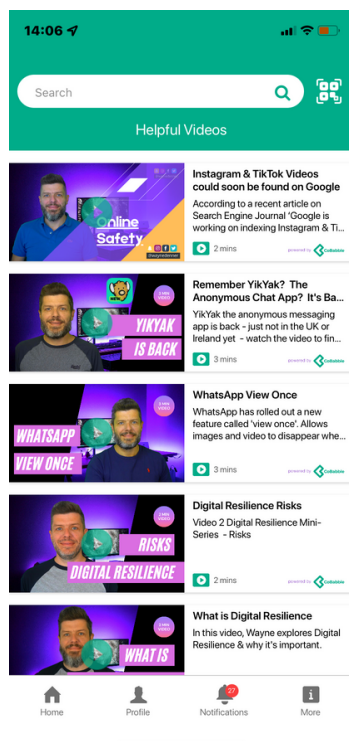 14:06
Search
Helpful Videos
Online
Safety
Instagram & TikTok Videos
could soon be found on Google
According to a recent article on
Search Engine Journal ‘Google is
working on indexing Instagram & Ti...
2 mins
powered by
YIKYAK
IS BACK
3 MIN
VIDEO
Remember YikYak?  The
Anonymous Chat App?  It's Ba...
YikYak the anonymous messaging
app is back - just not in the UK or
Ireland yet  - watch the video to fin...
3 mins
powered by
WHATSAPP
VIEW ONCE
VIDEO
WhatsApp View Once
WhatsApp has rolled out a new
feature called 'view once'. Allows
images and video to disappear whe...
3 mins
powered by
RISKS
DIGITAL RESILIENCE
VIDEO
Digital Resilience Risks
Video 2 Digital Resilience Mini-
Series  - Risks
2 mins
powered by
WHAT IS
VIDEO
What is Digital Resilience
In this video, Wayne explores Digital
Resilience & why it's important.
27
Home
Profile
Notifications
More